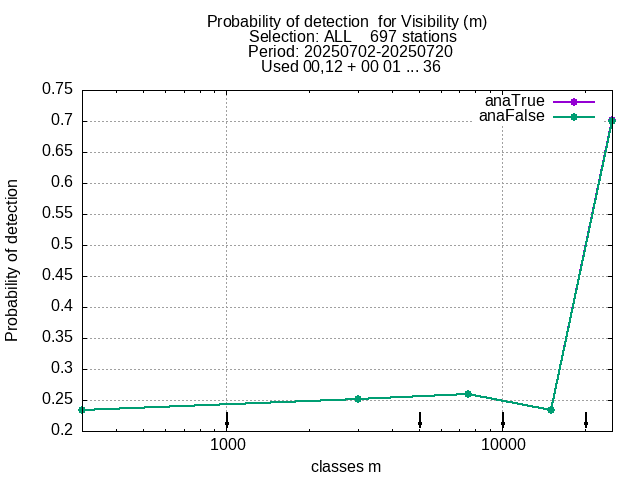 Probability of detection  for Visibility (m)
Selection: ALL    697 stations
Period: 20250702-20250720
Used 00,12 + 00 01 ... 36
anaTrue
anaFalse
Probability of detection
0.75
0.7
0.65
0.6
0.55
0.5
0.45
0.4
0.35
0.3
0.25
0.2
1000
10000
classes m